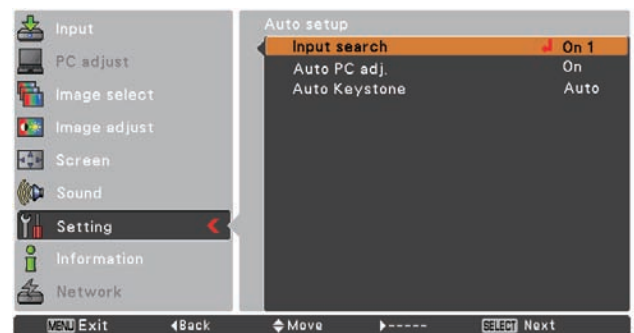 Input
PC adjust
Image select
Image adjust
Screen
Sound
Setting
Information
Network
Auto setup
Input search On 1
Auto PC adj. On
Auto Keystone Auto
MENU Exit ◀Back Move ▶----- SELECT Next